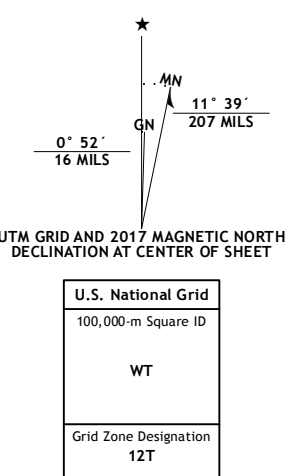 ★
MN
11° 39´
207 MILS
GN
0° 52´
16 MILS
UTM GRID AND 2017 MAGNETIC NORTH
DECLINATION AT CENTER OF SHEET
U.S. National Grid
100,000-m Square ID
WT
Grid Zone Designation
12T